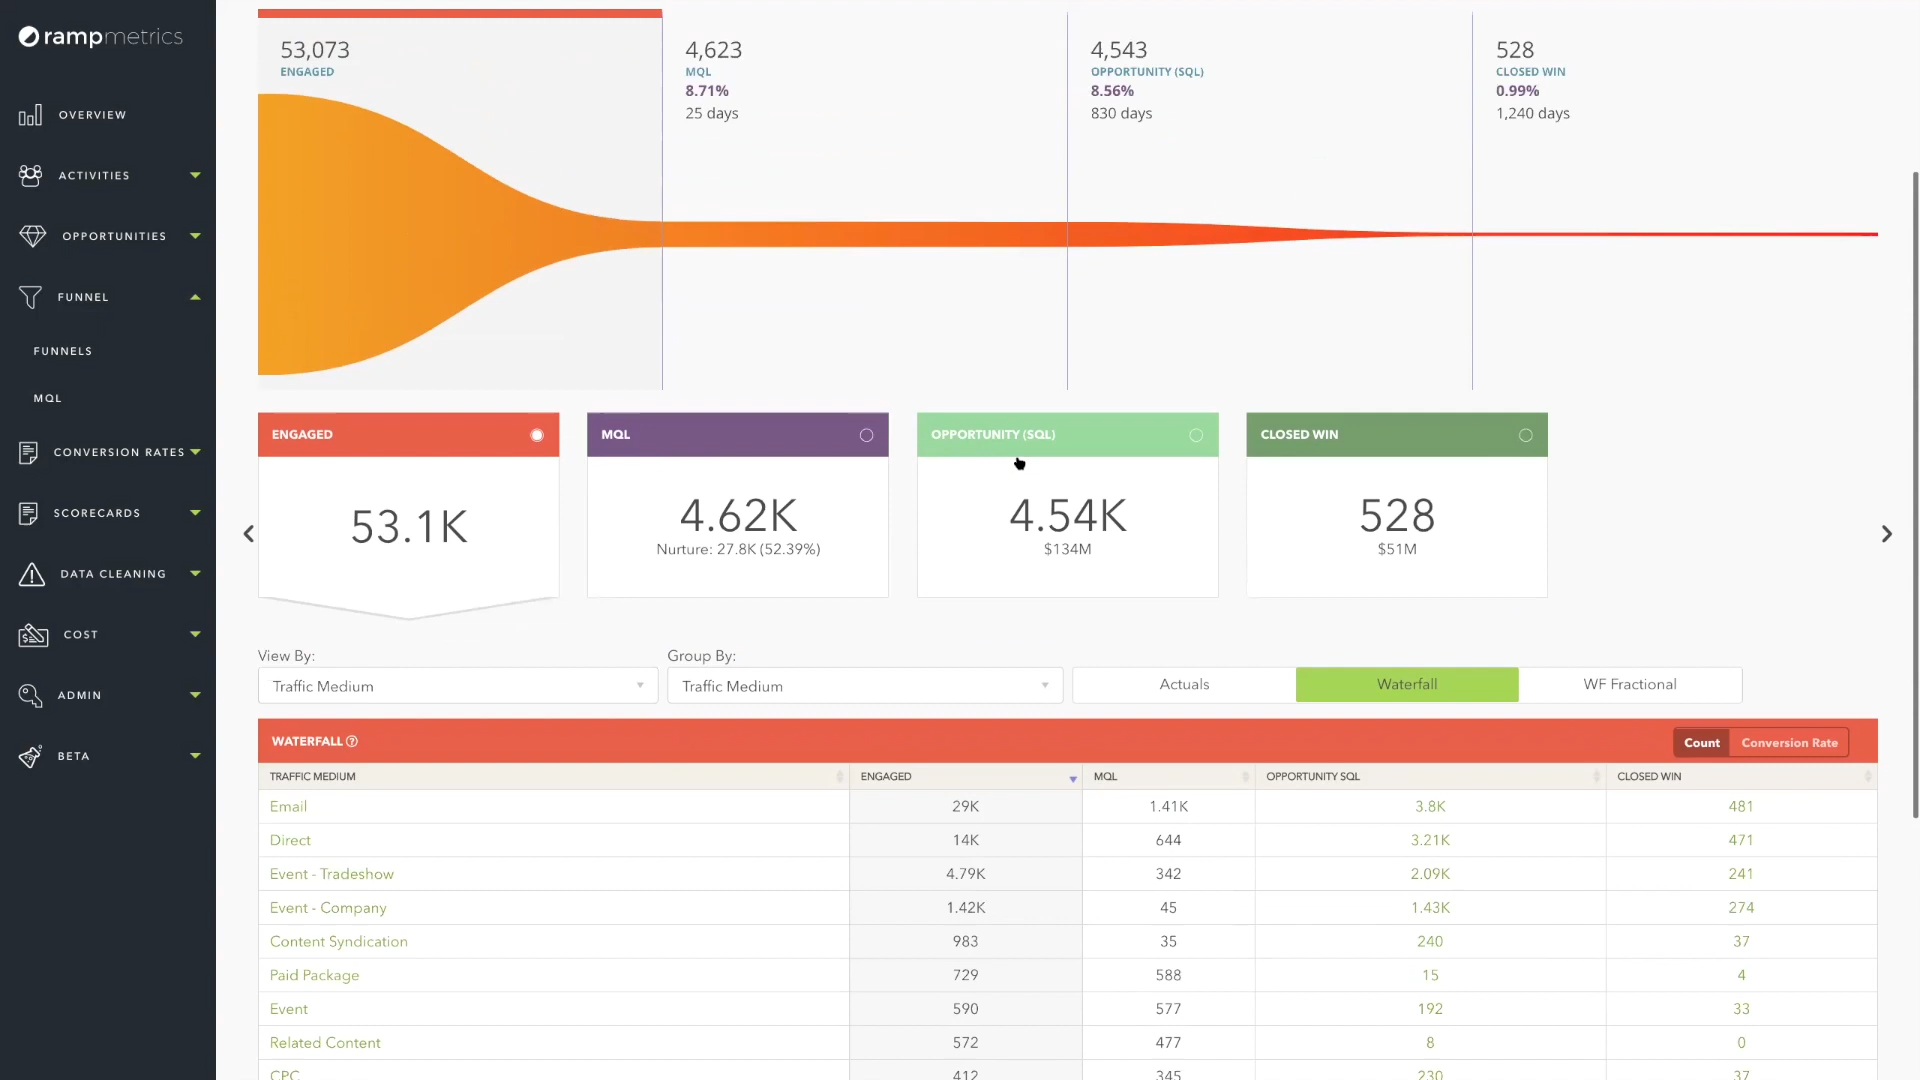 rampmetrics
OVERVIEW
ACTIVITIES
OPPORTUNITIES
FUNNEL
FUNNELS
MQL
CONVERSION RATES
SCORECARDS
DATA CLEANING
COST
ADMIN
BETA
53,073
ENGAGED
4,623
MQL
8.71%
25 days
4,543
OPPORTUNITY (SQL)
8.56%
830 days
528
CLOSED WIN
0.99%
1,240 days
ENGAGED
53.1K
MQL
4.62K
Nurture: 27.8K (52.39%)
OPPORTUNITY (SQL)
4.54K
$134M
CLOSED WIN
528
$51M
View By:
Traffic Medium
Group By:
Traffic Medium
Actuals Waterfall WF Fractional
WATERFALL ? Count Conversion Rate
TRAFFIC MEDIUM ENGAGED MQL OPPORTUNITY SQL CLOSED WIN
Email 29K 1.41K 3.8K 481
Direct 14K 644 3.21K 471
Event - Tradeshow 4.79K 342 2.09K 241
Event - Company 1.42K 45 1.43K 274
Content Syndication 983 35 240 37
Paid Package 729 588 15 4
Event 590 577 192 33
Related Content 572 477 8 0
CPC 412 345 230 37